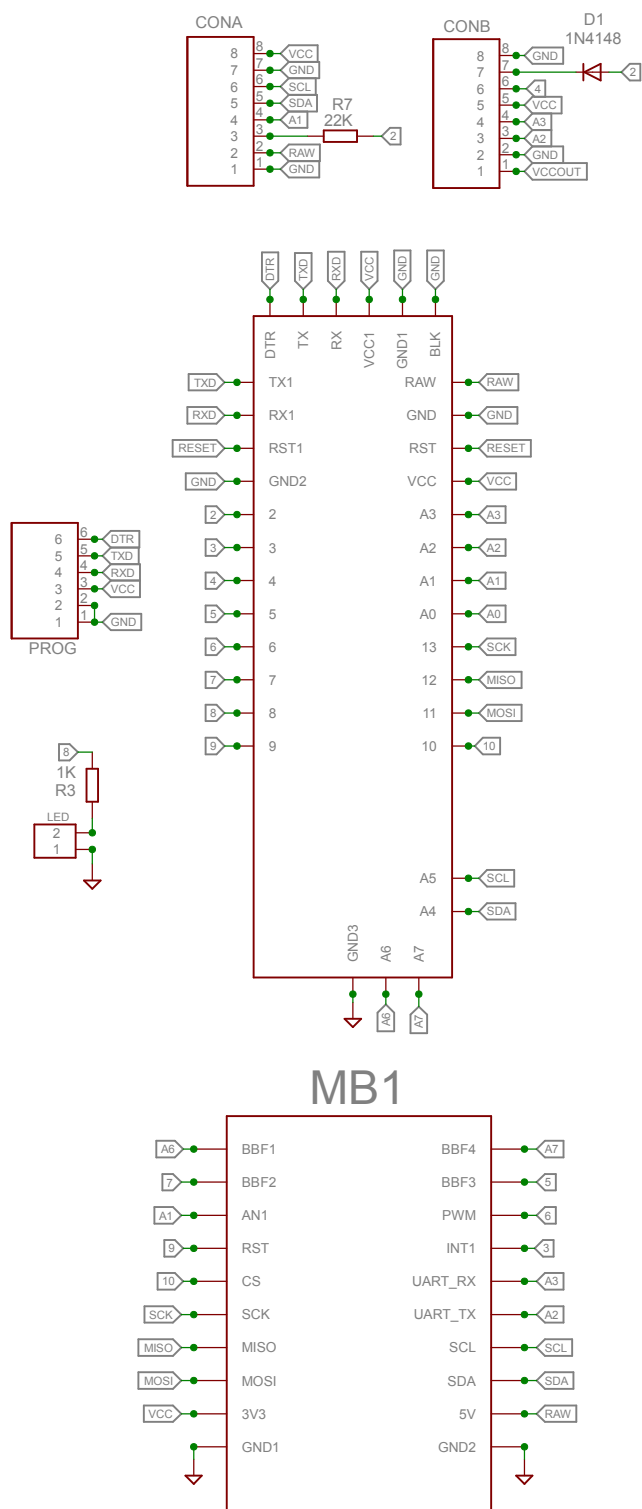 CONA
8 8 VCC
7 7 GND
6 6 SCL
5 5 SDA
4 4 A1
3 3
R7
22K
2
2 2 RAW
1 1 GND
CONB
D1
1N4148
8 8 GND
7 7 2
6 6 4
5 5 VCC
4 4 A3
3 3 A2
2 2 GND
1 1 VCCOUT
DTR TXD RXD VCC GND GND
DTR TX RX VCC1 GND1 BLK
TXD TX1 RAW RAW
RXD RX1 GND GND
RESET RST1 RST RESET
GND GND2 VCC VCC
2 2 A3 A3
3 3 A2 A2
4 4 A1 A1
5 5 A0 A0
6 6 13 SCK
7 7 12 MISO
8 8 11 MOSI
9 9 10 10
A5 SCL
A4 SDA
GND3 A6 A7
A6 A7
6 6 DTR
5 5 TXD
4 4 RXD
3 3 VCC
2 2
1 1 GND
PROG
8
1K
R3
LED
2
1
MB1
A6 BBF1 BBF4 A7
7 BBF2 BBF3 5
A1 AN1 PWM 6
9 RST INT1 3
10 CS UART_RX A3
SCK SCK UART_TX A2
MISO MISO SCL SCL
MOSI MOSI SDA SDA
VCC 3V3 5V RAW
GND1 GND2